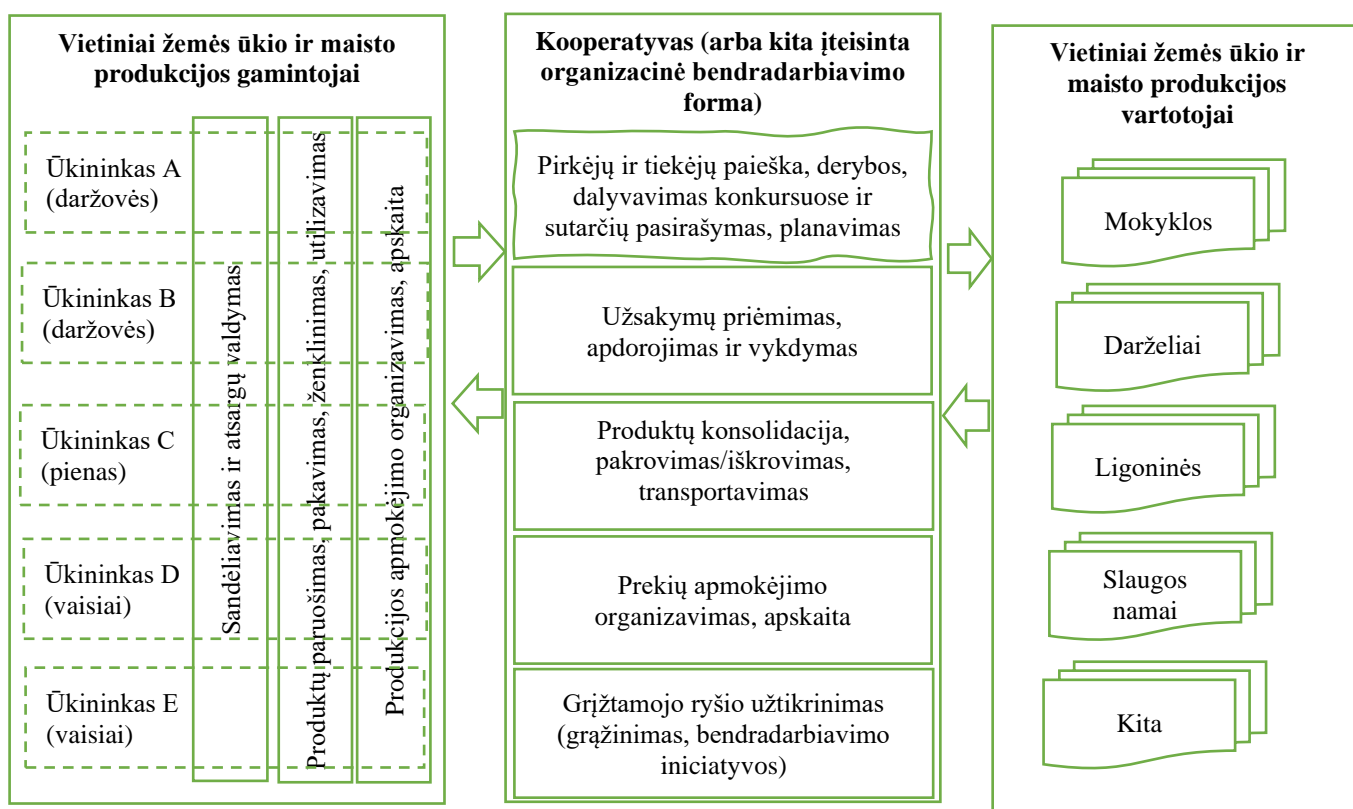 Vietiniai žemės ūkio ir maisto
produkcijos gamintojai
Ūkininkas A
(daržovės)
Ūkininkas B
(daržovės)
Ūkininkas C
(pienas)
Ūkininkas D
(vaisiai)
Ūkininkas E
(vaisiai)
Sandėliavimas ir atsargų valdymas
Produktų paruošimas, pakavimas, ženklinimas, utilizavimas
Produkcijos apmokėjimo organizavimas, apskaita
Kooperatyvas (arba kita įteisinta
organizacinė bendradarbiavimo
forma)
Pirkėjų ir tiekėjų paieška, derybos,
dalyvavimas konkursuose ir
sutarčių pasirašymas, planavimas
Užsakymų priėmimas,
apdorojimas ir vykdymas
Produktų konsolidacija,
pakrovimas/iškrovimas,
transportavimas
Prekių apmokėjimo
organizavimas, apskaita
Grįžtamojo ryšio užtikrinimas
(grąžinimas, bendradarbiavimo
iniciatyvos)
Vietiniai žemės ūkio ir
maisto produkcijos
vartotojai
Mokyklos
Darželiai
Ligoninės
Slaugos
namai
Kita